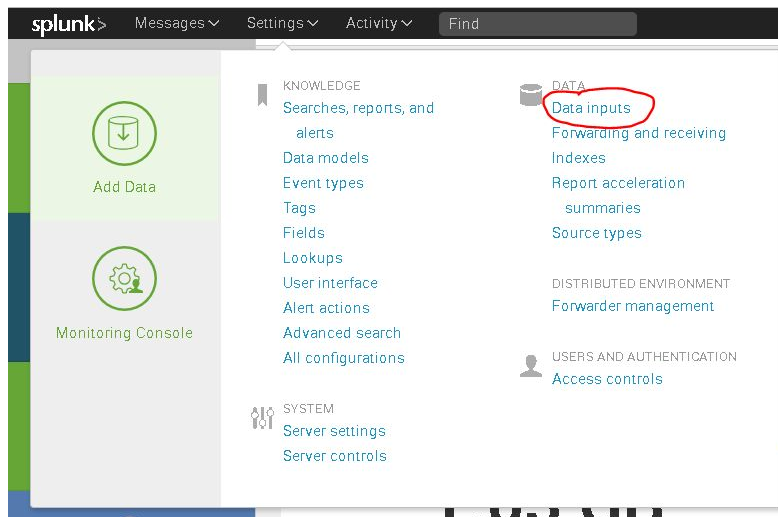 splunk> Messages Settings Activity Find
Add Data
Monitoring Console
KNOWLEDGE
Searches, reports, and
alerts
Data models
Event types
Tags
Fields
Lookups
User interface
Alert actions
Advanced search
All configurations
SYSTEM
Server settings
Server controls
DATA
Data inputs
Forwarding and receiving
Indexes
Report acceleration
summaries
Source types
DISTRIBUTED ENVIRONMENT
Forwarder management
USERS AND AUTHENTICATION
Access controls